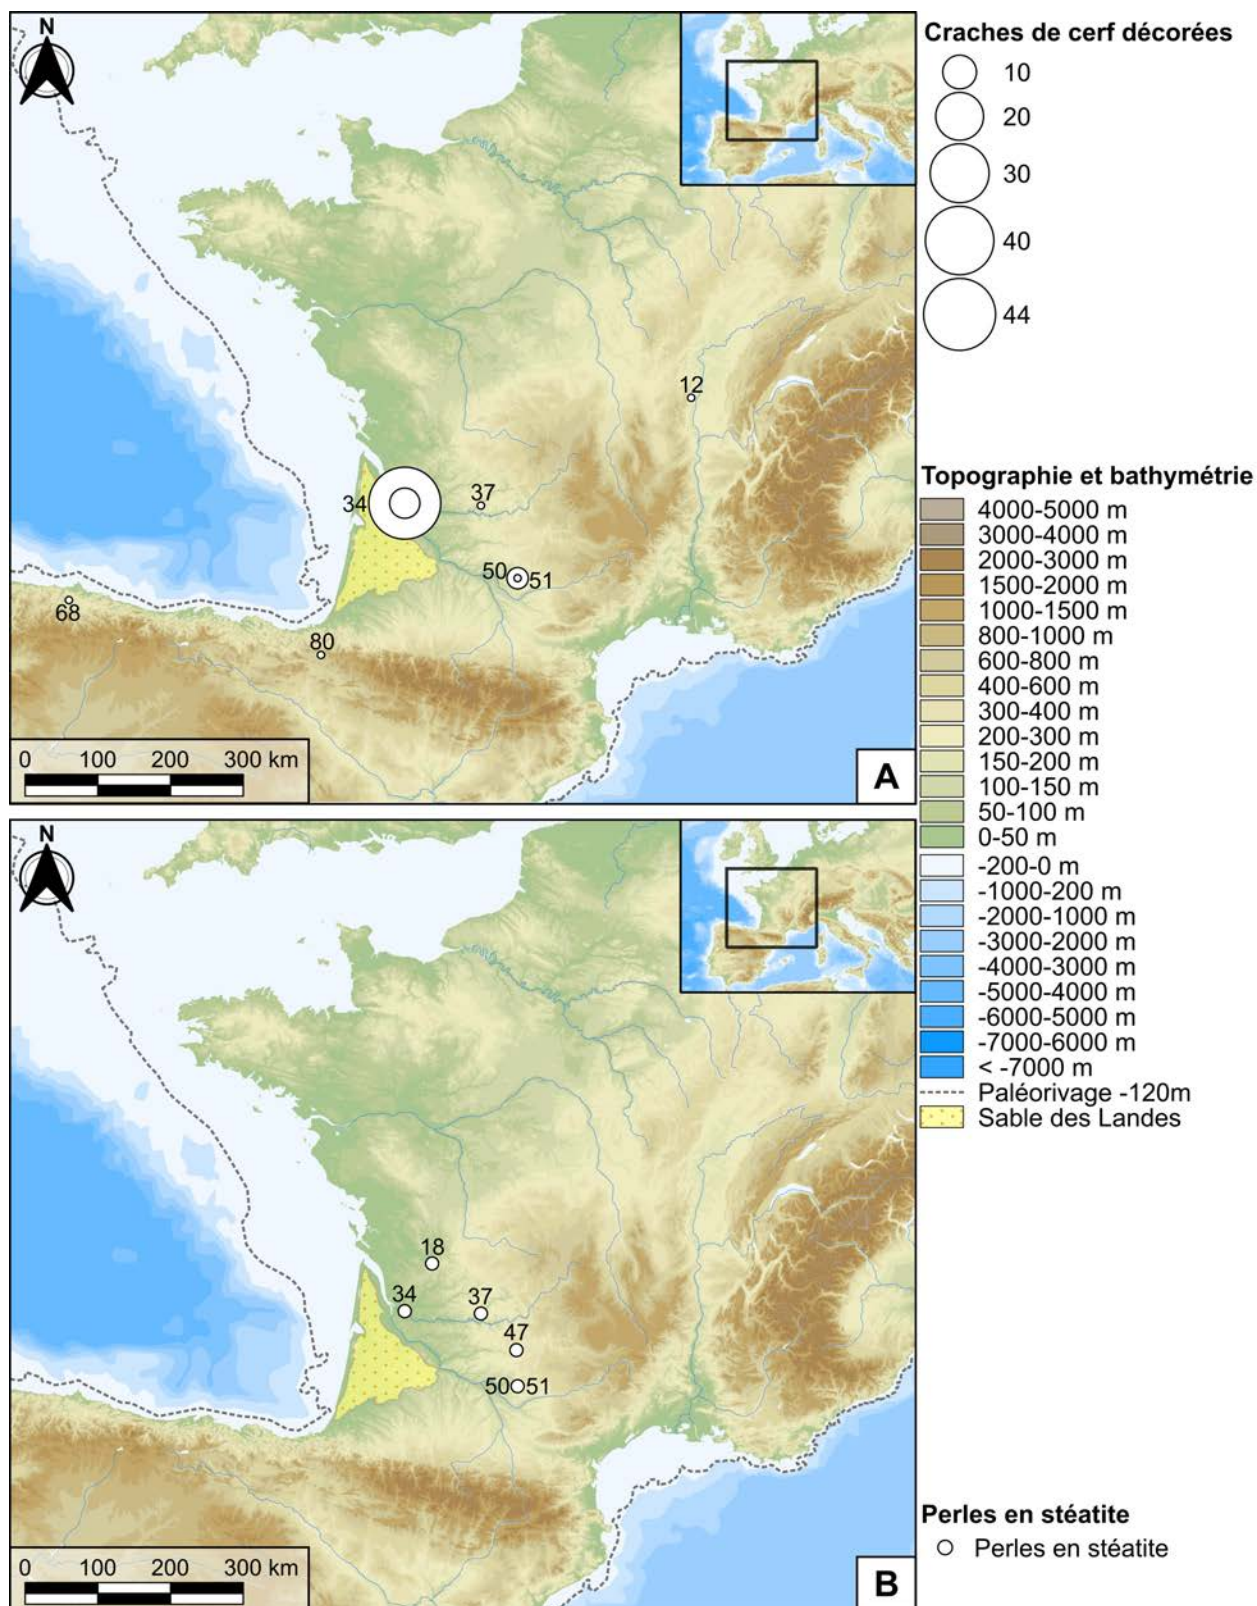 N
Craches de cerf décorées
10
20
30
40
44
12
34
37
50 51
68
80
0 100 200 300 km
A
Topographie et bathymétrie
4000-5000 m
3000-4000 m
2000-3000 m
1500-2000 m
1000-1500 m
800-1000 m
600-800 m
400-600 m
300-400 m
200-300 m
150-200 m
100-150 m
50-100 m
0-50 m
-200-0 m
-1000-200 m
-2000-1000 m
-3000-2000 m
-4000-3000 m
-5000-4000 m
-6000-5000 m
-7000-6000 m
< -7000 m
Paléorivage -120m
Sable des Landes
N
18
34
37
47
50 51
0 100 200 300 km
B
Perles en stéatite
Perles en stéatite